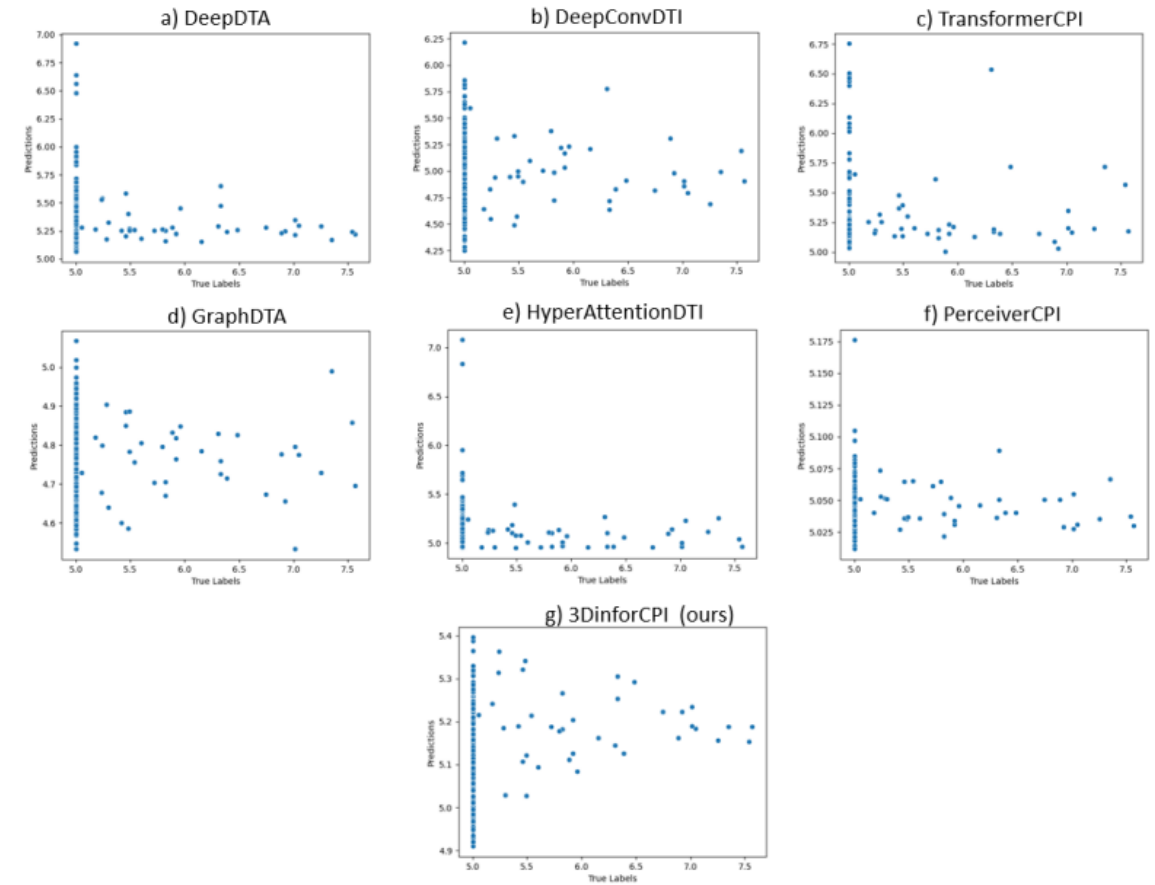 a) DeepDTA
7.00
6.75
6.50
6.25
6.00
5.75
5.50
5.25
5.00
Predictions
5.0 5.5 6.0 6.5 7.0 7.5
True Labels
b) DeepConvDTI
6.25
6.00
5.75
5.50
5.25
5.00
4.75
4.50
4.25
Predictions
5.0 5.5 6.0 6.5 7.0 7.5
True Labels
c) TransformerCPI
6.75
6.50
6.25
6.00
5.75
5.50
5.25
5.00
Predictions
5.0 5.5 6.0 6.5 7.0 7.5
True Labels
d) GraphDTA
5.0
4.9
4.8
4.7
4.6
Predictions
5.0 5.5 6.0 6.5 7.0 7.5
True Labels
e) HyperAttentionDTI
7.0
6.5
6.0
5.5
5.0
Predictions
5.0 5.5 6.0 6.5 7.0 7.5
True Labels
f) PerceiverCPI
5.175
5.150
5.125
5.100
5.075
5.050
5.025
Predictions
5.0 5.5 6.0 6.5 7.0 7.5
True Labels
g) 3DinforCPI (ours)
5.4
5.3
5.2
5.1
5.0
4.9
Predictions
5.0 5.5 6.0 6.5 7.0 7.5
True Labels